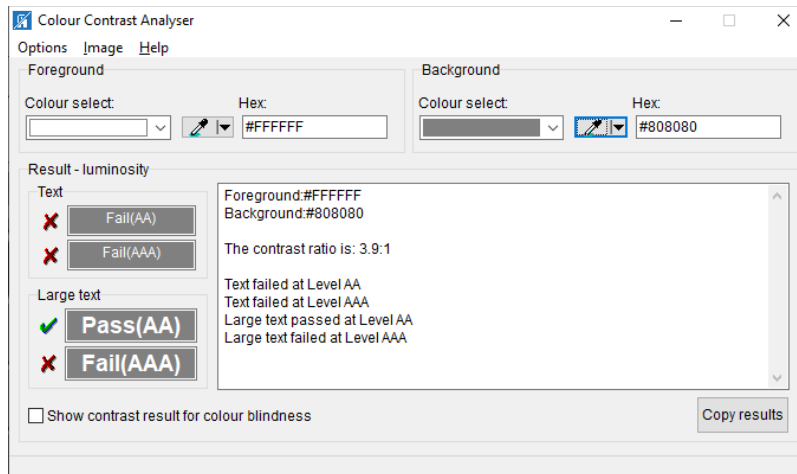 Colour Contrast Analyser
Options Image Help
Foreground
Colour select:
Hex:
#FFFFFF
Background
Colour select:
Hex:
#808080
Result - luminosity
Text
Fail(AA)
Fail(AAA)
Large text
Pass(AA)
Fail(AAA)
Foreground:#FFFFFF
Background:#808080
The contrast ratio is: 3.9:1
Text failed at Level AA
Text failed at Level AAA
Large text passed at Level AA
Large text failed at Level AAA
Show contrast result for colour blindness
Copy results